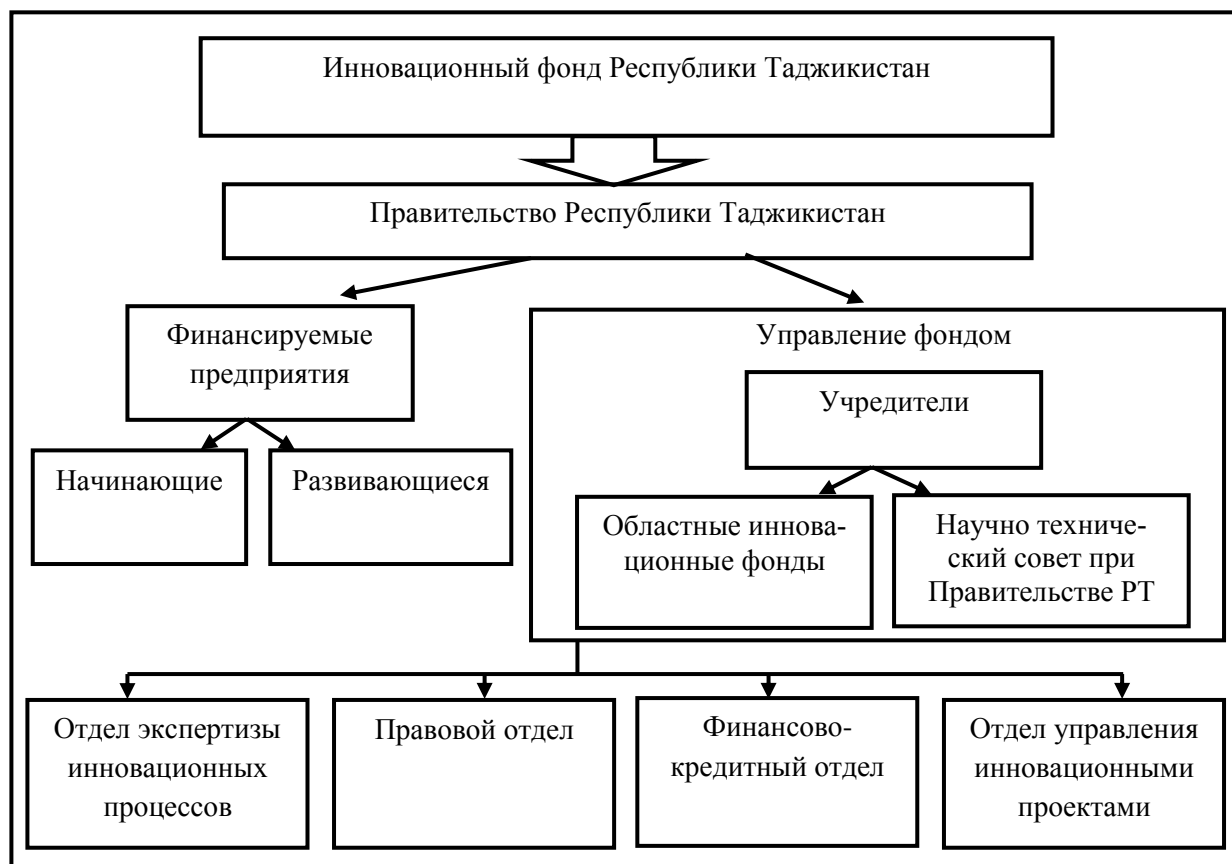 Инновационный фонд Республики Таджикистан
Правительство Республики Таджикистан
Финансируемые
предприятия
Начинающие
Развивающиеся
Управление фондом
Учредители
Областные иннова-
ционные фонды
Научно техниче-
ский совет при
Правительстве РТ
Отдел экспертизы
инновационных
процессов
Правовой отдел
Финансово-
кредитный отдел
Отдел управления
инновационными
проектами